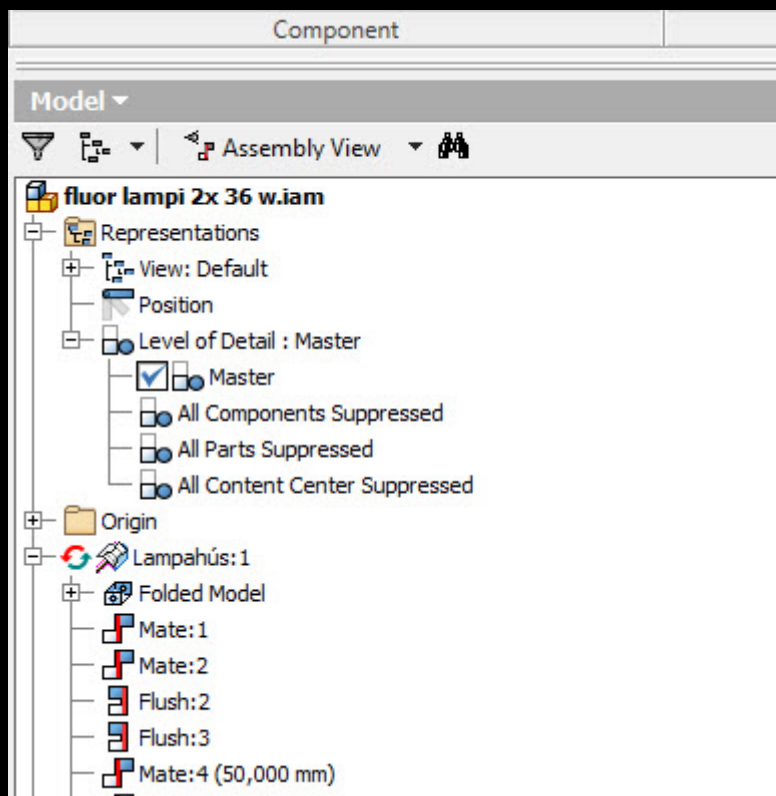 Component
Model
Assembly View
fluor lampi 2x 36 w.iam
Representations
View: Default
Position
Level of Detail : Master
Master
All Components Suppressed
All Parts Suppressed
All Content Center Suppressed
Origin
Lampahús:1
Folded Model
Mate:1
Mate:2
Flush:2
Flush:3
Mate:4 (50,000 mm)